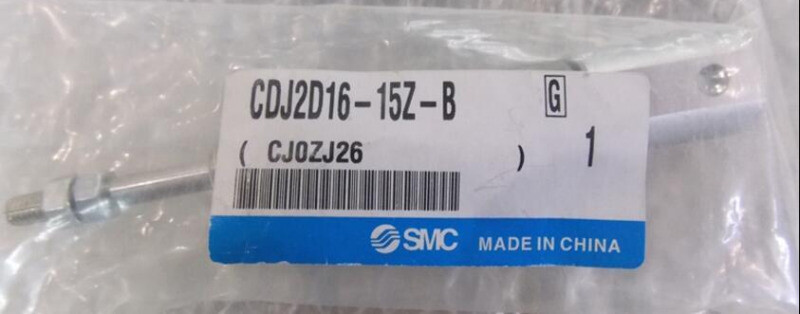 CDJ2D16-15Z-B G
( CJ0ZJ26 ) 1
SMC MADE IN CHINA